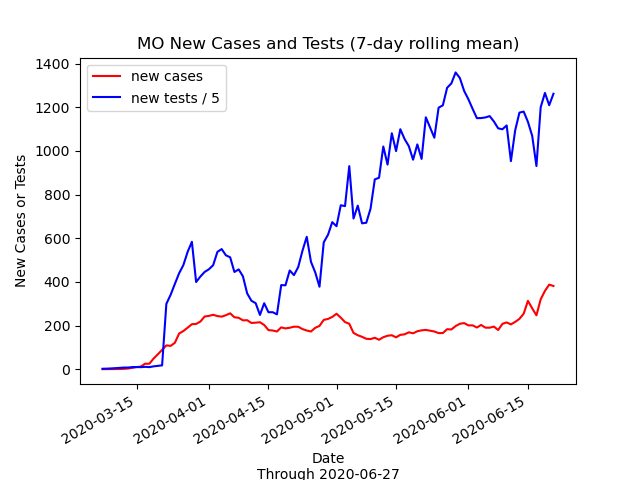 MO New Cases and Tests (7-day rolling mean)
new cases
new tests / 5
New Cases or Tests
1400
1200
1000
800
600
400
200
0
2020-03-15
2020-04-01
2020-04-15
2020-05-01
2020-05-15
2020-06-01
2020-06-15
Date
Through 2020-06-27